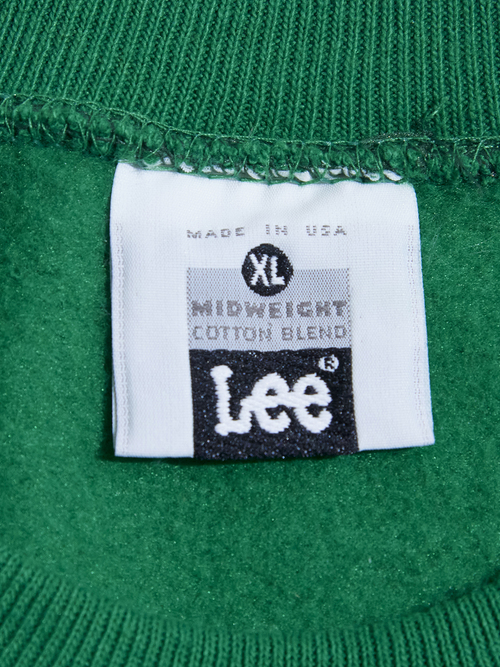 MADE IN USA
XL
MIDWEIGHT
COTTON BLEND
Lee®